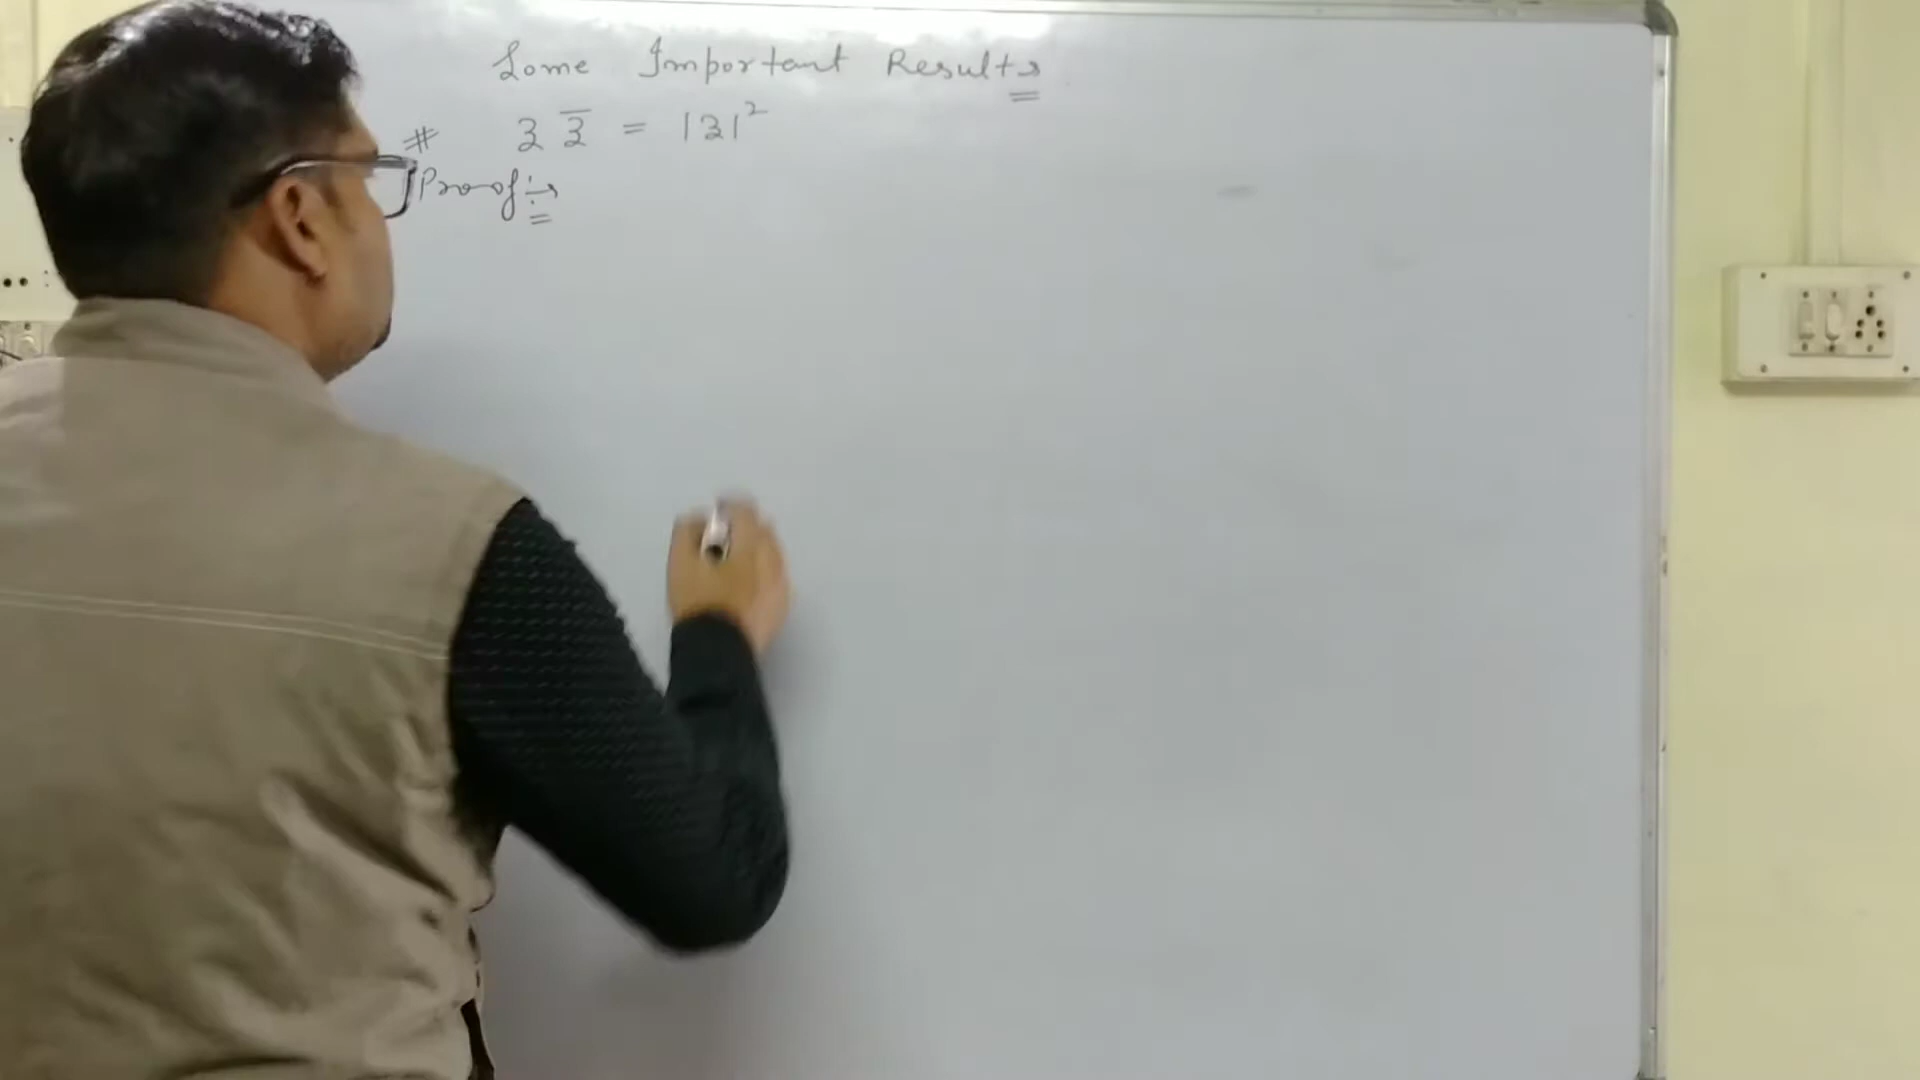 Some Important Results
# z z̅ = |z|²
Proof:→